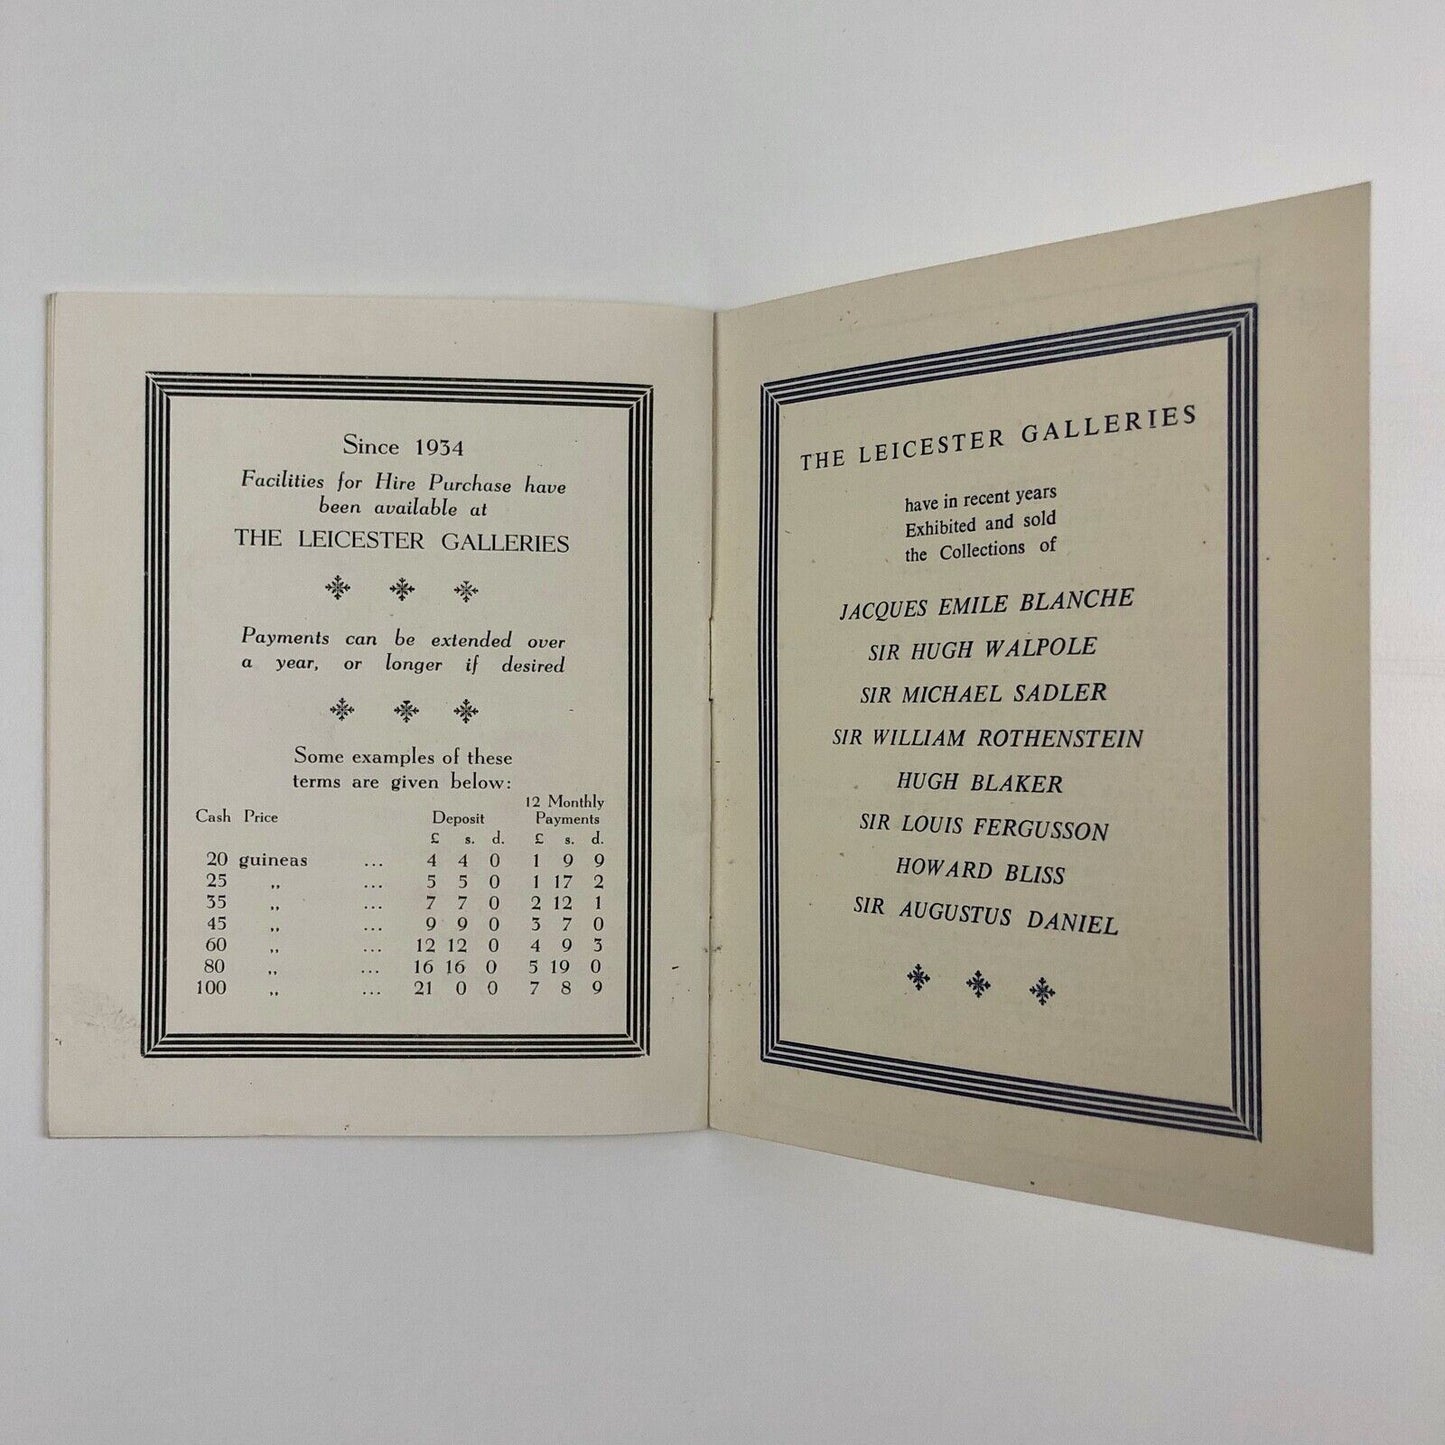 Since 1934
Facilities for Hire Purchase have
been available at
THE LEICESTER GALLERIES
Payments can be extended over
a year, or longer if desired
Some examples of these
terms are given below:
Cash Price Deposit 12 Monthly Payments
£ s. d. £ s. d.
20 guineas ... 4 4 0 1 9 9
25 ,, ... 5 5 0 1 17 2
35 ,, ... 7 7 0 2 12 1
45 ,, ... 9 9 0 3 7 0
60 ,, ... 12 12 0 4 9 3
80 ,, ... 16 16 0 5 19 0
100 ,, ... 21 0 0 7 8 9
THE LEICESTER GALLERIES
have in recent years
Exhibited and sold
the Collections of
JACQUES EMILE BLANCHE
SIR HUGH WALPOLE
SIR MICHAEL SADLER
SIR WILLIAM ROTHENSTEIN
HUGH BLAKER
SIR LOUIS FERGUSSON
HOWARD BLISS
SIR AUGUSTUS DANIEL